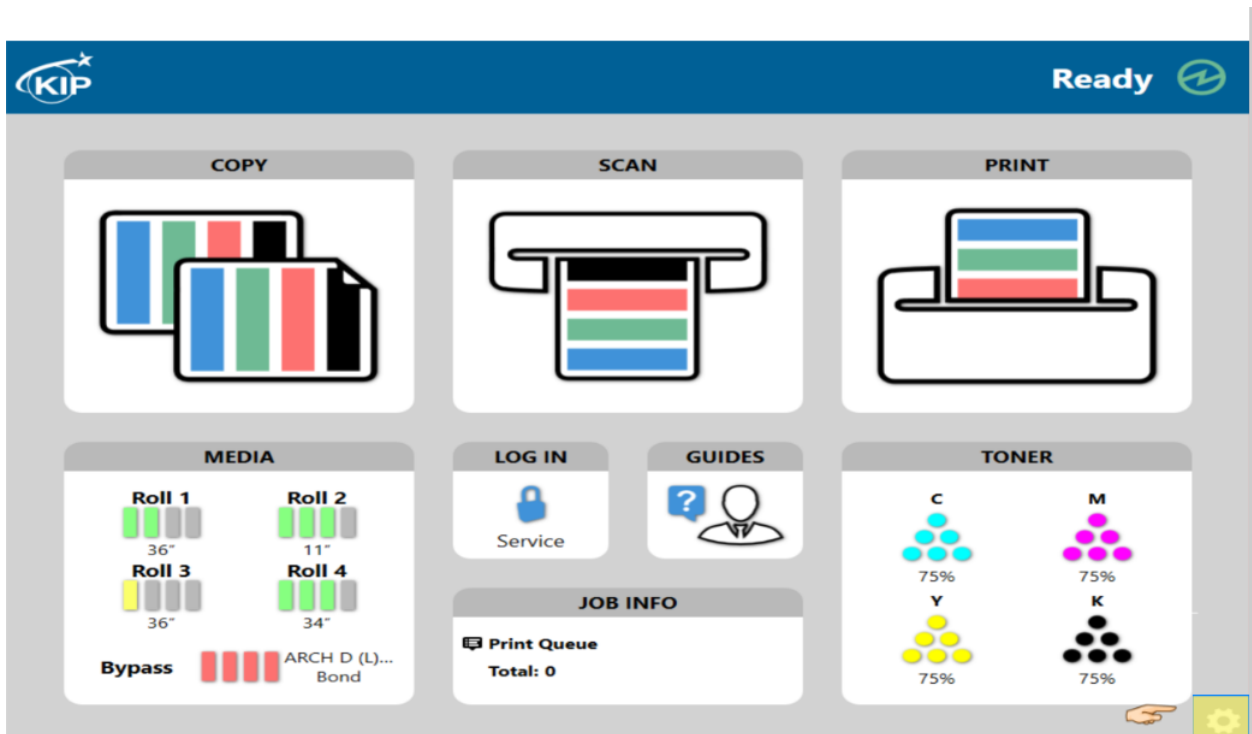 KIP
Ready
COPY
SCAN
PRINT
MEDIA
Roll 1
Roll 2
36″
11″
Roll 3
Roll 4
36″
34″
Bypass
ARCH D (L)...
Bond
LOG IN
Service
GUIDES
?
JOB INFO
Print Queue
Total: 0
TONER
C
M
75%
75%
Y
K
75%
75%